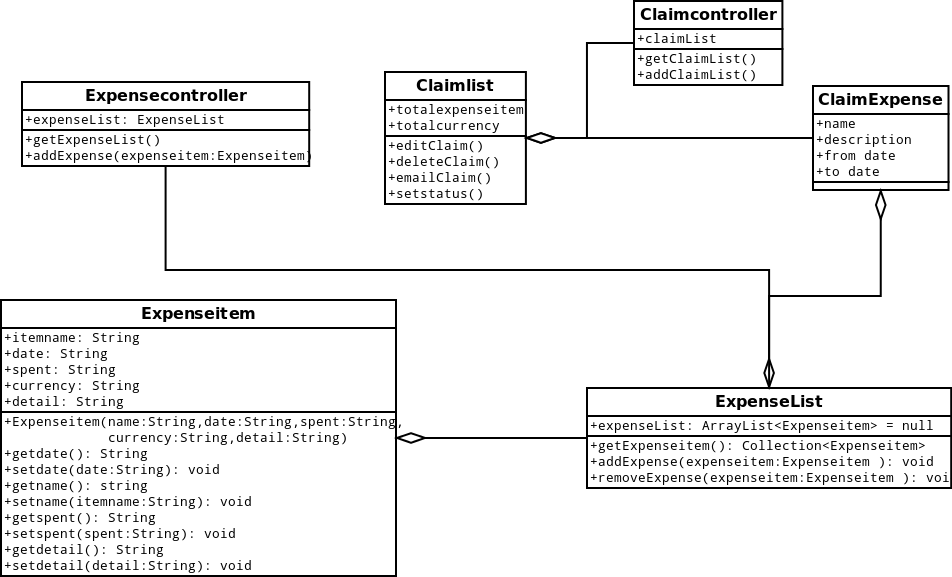 Claimcontroller
+claimList
+getClaimList()
+addClaimList()
Expensecontroller
+expenseList: ExpenseList
+getExpenseList()
+addExpense(expenseitem:Expenseitem)
Claimlist
+totalexpenseitem
+totalcurrency
+editClaim()
+deleteClaim()
+emailClaim()
+setstatus()
ClaimExpense
+name
+description
+from date
+to date
Expenseitem
+itemname: String
+date: String
+spent: String
+currency: String
+detail: String
+Expenseitem(name:String,date:String,spent:String,
currency:String,detail:String)
+getdate(): String
+setdate(date:String): void
+getname(): string
+setname(itemname:String): void
+getspent(): String
+setspent(spent:String): void
+getdetail(): String
+setdetail(detail:String): void
ExpenseList
+expenseList: ArrayList<Expenseitem> = null
+getExpenseitem(): Collection<Expenseitem>
+addExpense(expenseitem:Expenseitem ): void
+removeExpense(expenseitem:Expenseitem ): voi